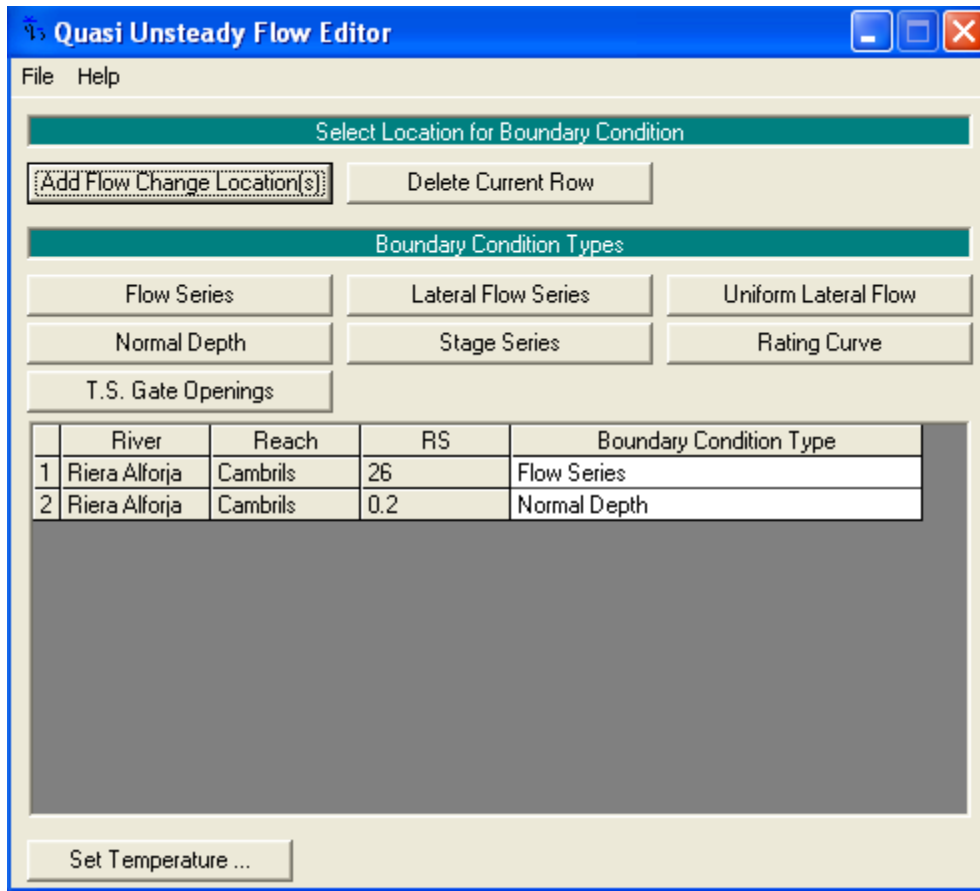 Quasi Unsteady Flow Editor
File Help
Select Location for Boundary Condition
Add Flow Change Location(s) Delete Current Row
Boundary Condition Types
Flow Series Lateral Flow Series Uniform Lateral Flow
Normal Depth Stage Series Rating Curve
T.S. Gate Openings
River Reach RS Boundary Condition Type
1 Riera Alforja Cambrils 26 Flow Series
2 Riera Alforja Cambrils 0.2 Normal Depth
Set Temperature ...